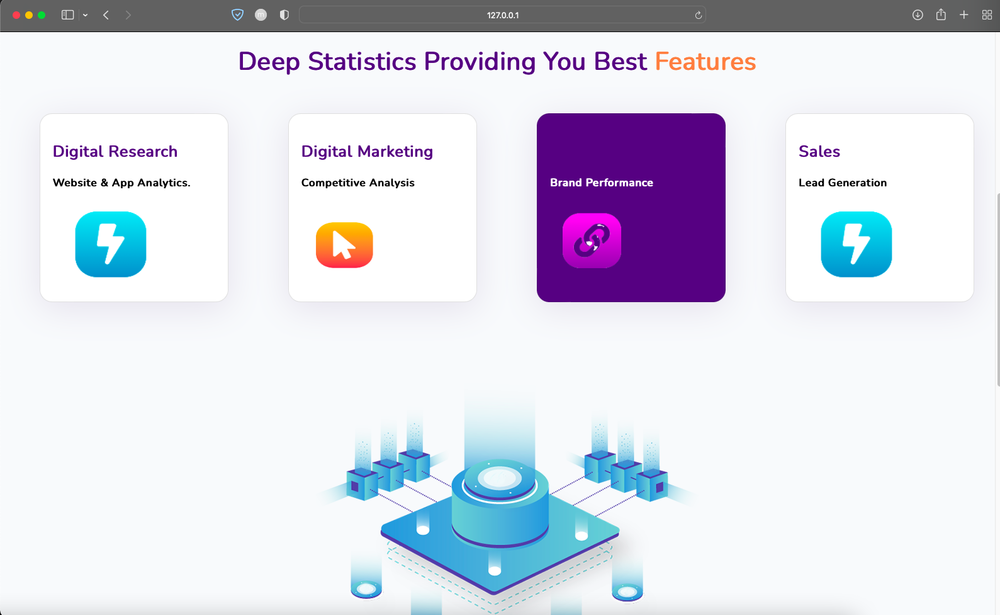 127.0.0.1
Deep Statistics Providing You Best Features
Digital Research
Website & App Analytics.
Digital Marketing
Competitive Analysis
Brand Performance
Sales
Lead Generation